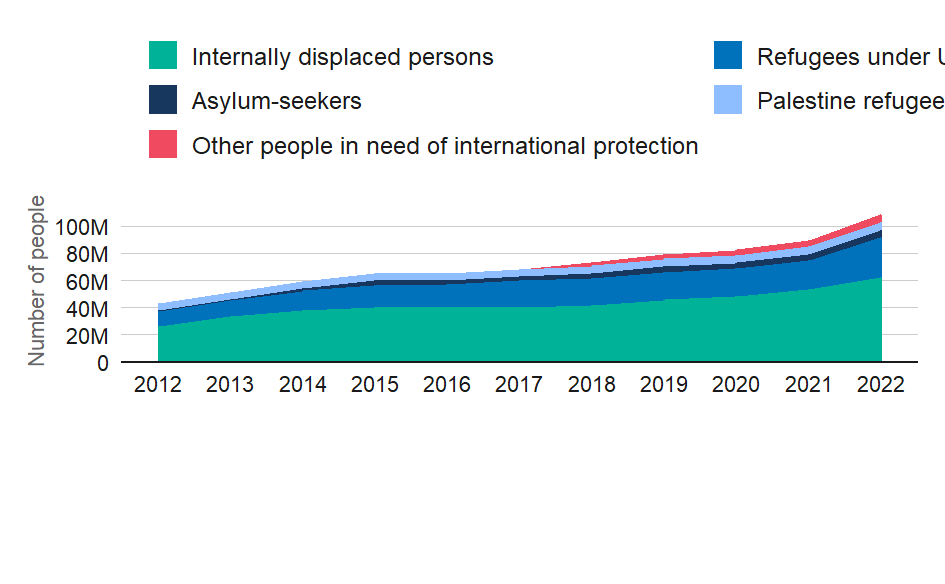 Internally displaced persons
Refugees under U
Asylum-seekers
Palestine refugee
Other people in need of international protection
Number of people
100M
80M
60M
40M
20M
0
2012 2013 2014 2015 2016 2017 2018 2019 2020 2021 2022